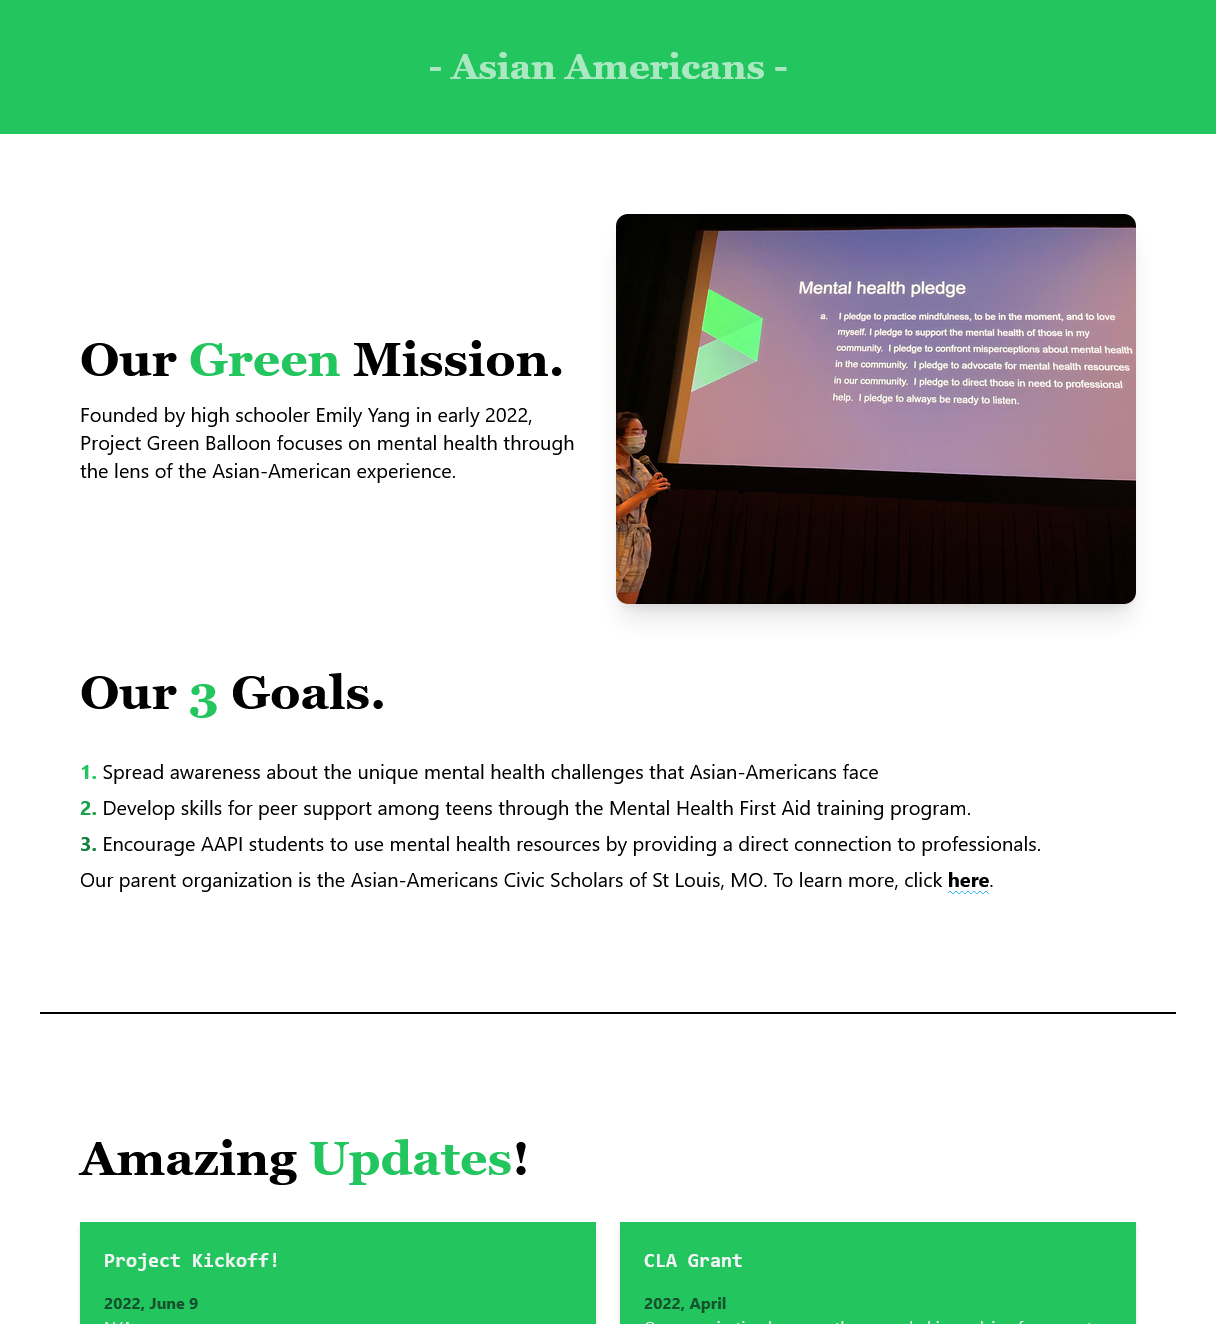 - Asian Americans -
Mental health pledge
a. I pledge to practice mindfulness, to be in the moment, and to love
myself. I pledge to support the mental health of those in my
community. I pledge to confront misperceptions about mental health
in the community. I pledge to advocate for mental health resources
in our community. I pledge to direct those in need to professional
help. I pledge to always be ready to listen.
Our Green Mission.
Founded by high schooler Emily Yang in early 2022,
Project Green Balloon focuses on mental health through
the lens of the Asian-American experience.
Our 3 Goals.
1. Spread awareness about the unique mental health challenges that Asian-Americans face
2. Develop skills for peer support among teens through the Mental Health First Aid training program.
3. Encourage AAPI students to use mental health resources by providing a direct connection to professionals.
Our parent organization is the Asian-Americans Civic Scholars of St Louis, MO. To learn more, click here.
Amazing Updates!
Project Kickoff!
2022, June 9
CLA Grant
2022, April